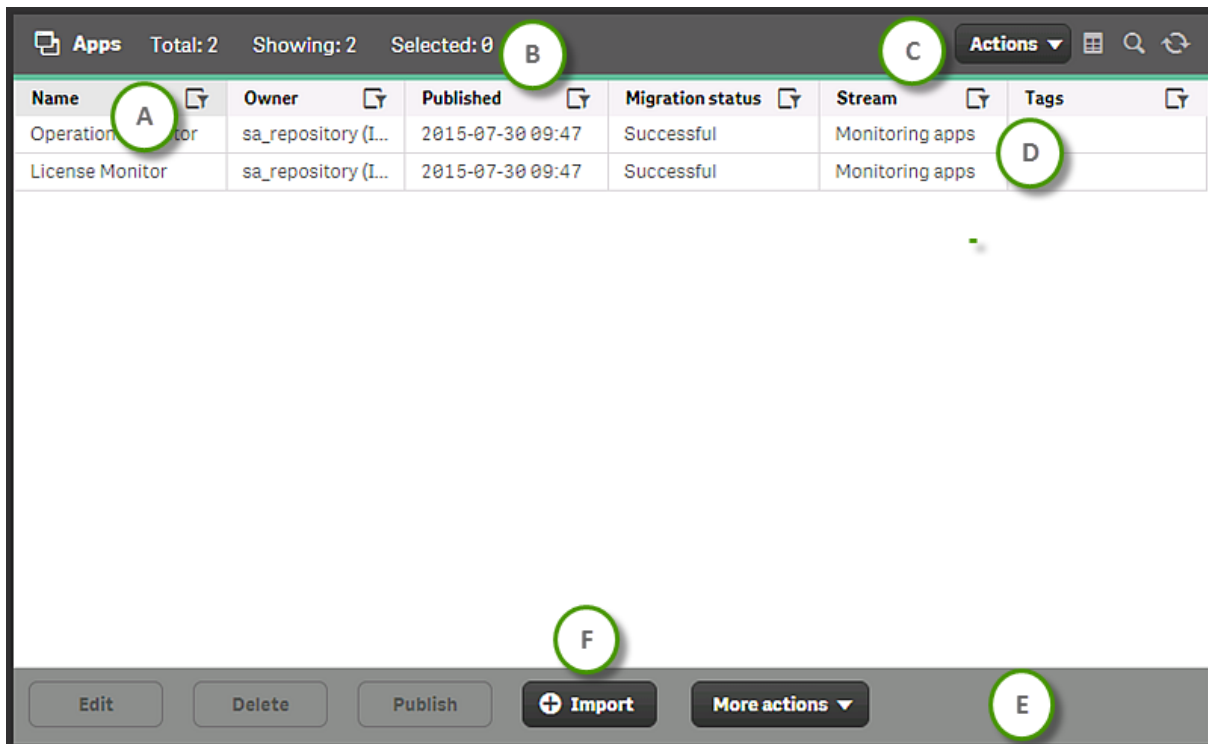 Apps Total: 2 Showing: 2 Selected: 0 B C Actions
Name A Owner Published Migration status Stream Tags
sa_repository (I... 2015-07-30 09:47 Successful Monitoring apps D
License Monitor sa_repository (I... 2015-07-30 09:47 Successful Monitoring apps
F
Edit Delete Publish Import More actions E